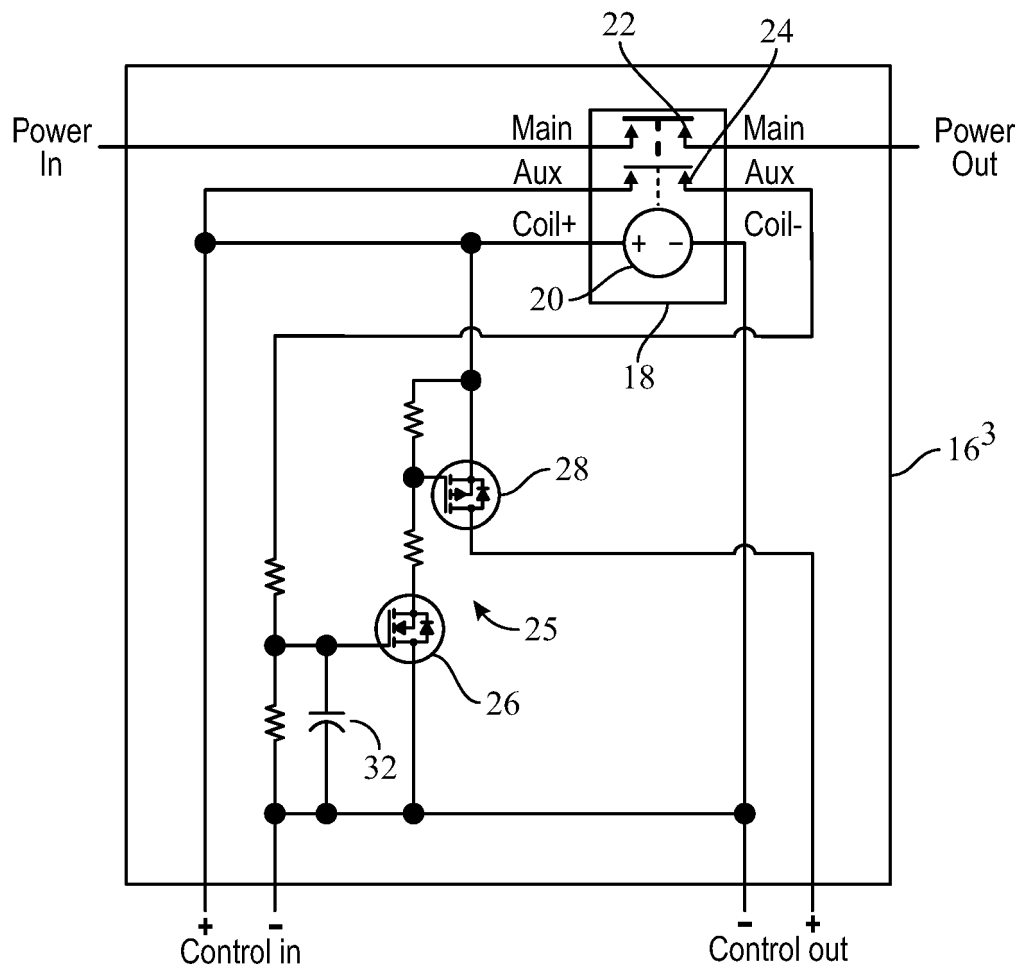 22
24
Power
In
Main
Main
Power
Out
Aux
Aux
Coil+
+ -
Coil-
20
18
16³
28
25
26
32
+ -
Control in
- +
Control out